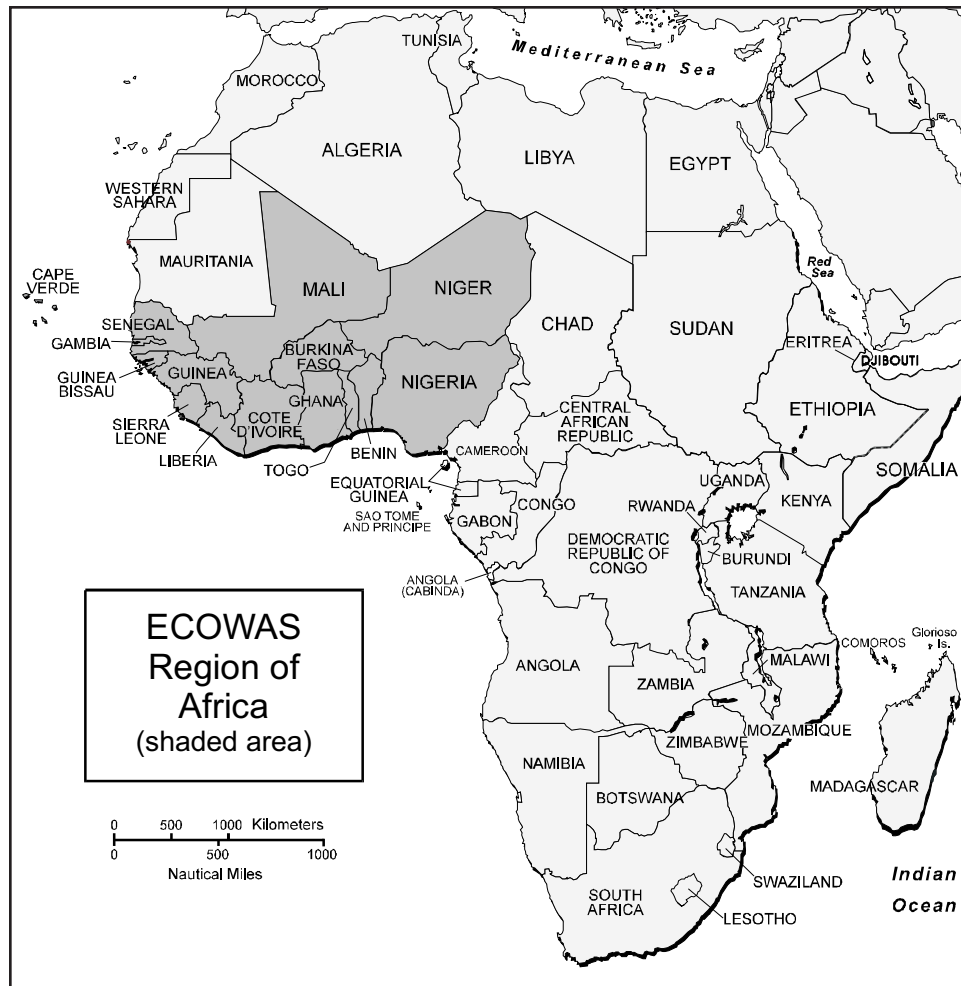 TUNISIA
Mediterranean Sea
MOROCCO
ALGERIA
LIBYA
EGYPT
WESTERN
SAHARA
MAURITANIA
Red
Sea
CAPE
VERDE
MALI
NIGER
CHAD
SUDAN
SENEGAL
GAMBIA
ERITREA
DJIBOUTI
BURKINA
FASO
GUINEA
BISSAU
GUINEA
NIGERIA
GHANA
CENTRAL
AFRICAN
REPUBLIC
ETHIOPIA
SIERRA
LEONE
COTE
D'IVOIRE
LIBERIA
TOGO
BENIN
CAMEROON
SOMALIA
EQUATORIAL
GUINEA
UGANDA
KENYA
SAO TOME
AND PRINCIPE
CONGO
GABON
RWANDA
DEMOCRATIC
REPUBLIC OF
CONGO
BURUNDI
ANGOLA
(CABINDA)
TANZANIA
ECOWAS
Region of
Africa
(shaded area)
COMOROS
Glorioso
Is.
ANGOLA
MALAWI
ZAMBIA
MOZAMBIQUE
ZIMBABWE
NAMIBIA
BOTSWANA
MADAGASCAR
0 500 1000 Kilometers
0 500 1000
Nautical Miles
SWAZILAND
SOUTH
AFRICA
LESOTHO
Indian
Ocean